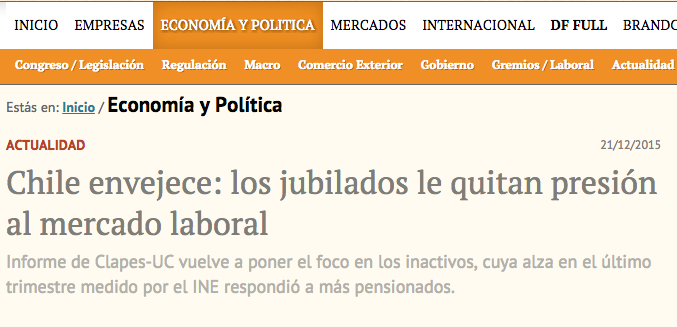 INICIO EMPRESAS ECONOMÍA Y POLITICA MERCADOS INTERNACIONAL DF FULL
Congreso / Legislación Regulación Macro Comercio Exterior Gobierno Gremios / Laboral Actualidad
Estás en: Inicio / Economía y Política
ACTUALIDAD 21/12/2015
Chile envejece: los jubilados le quitan presión
al mercado laboral
Informe de Clapes-UC vuelve a poner el foco en los inactivos, cuya alza en el último
trimestre medido por el INE respondió a más pensionados.